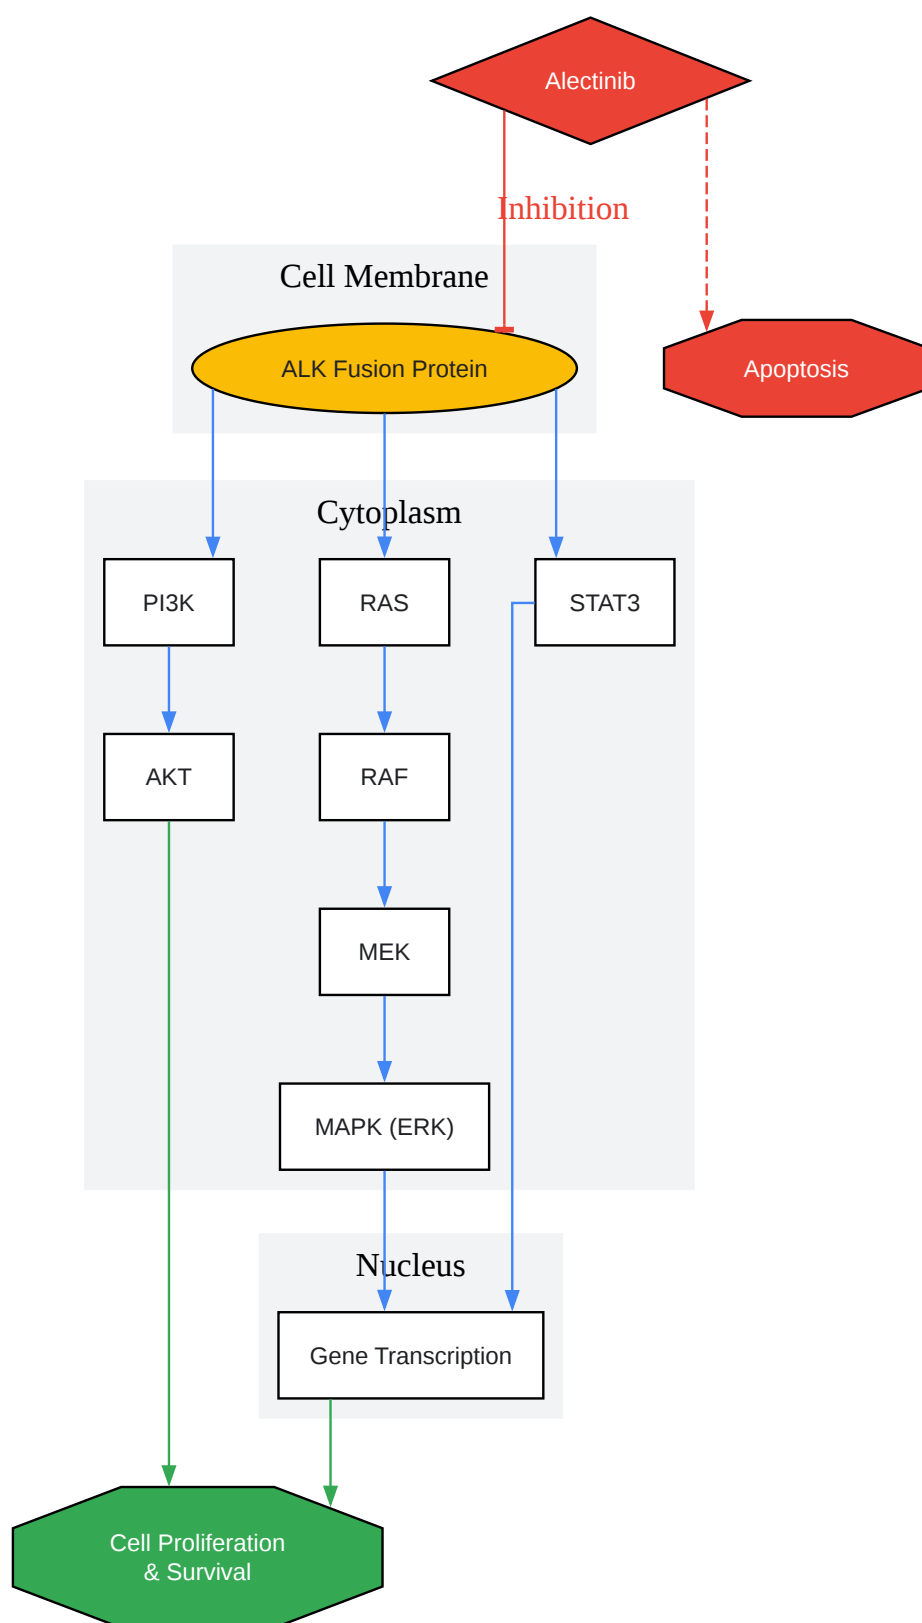 Alectinib
Inhibition
Cell Membrane
ALK Fusion Protein
Apoptosis
Cytoplasm
PI3K
RAS
STAT3
AKT
RAF
MEK
MAPK (ERK)
Nucleus
Gene Transcription
Cell Proliferation
& Survival